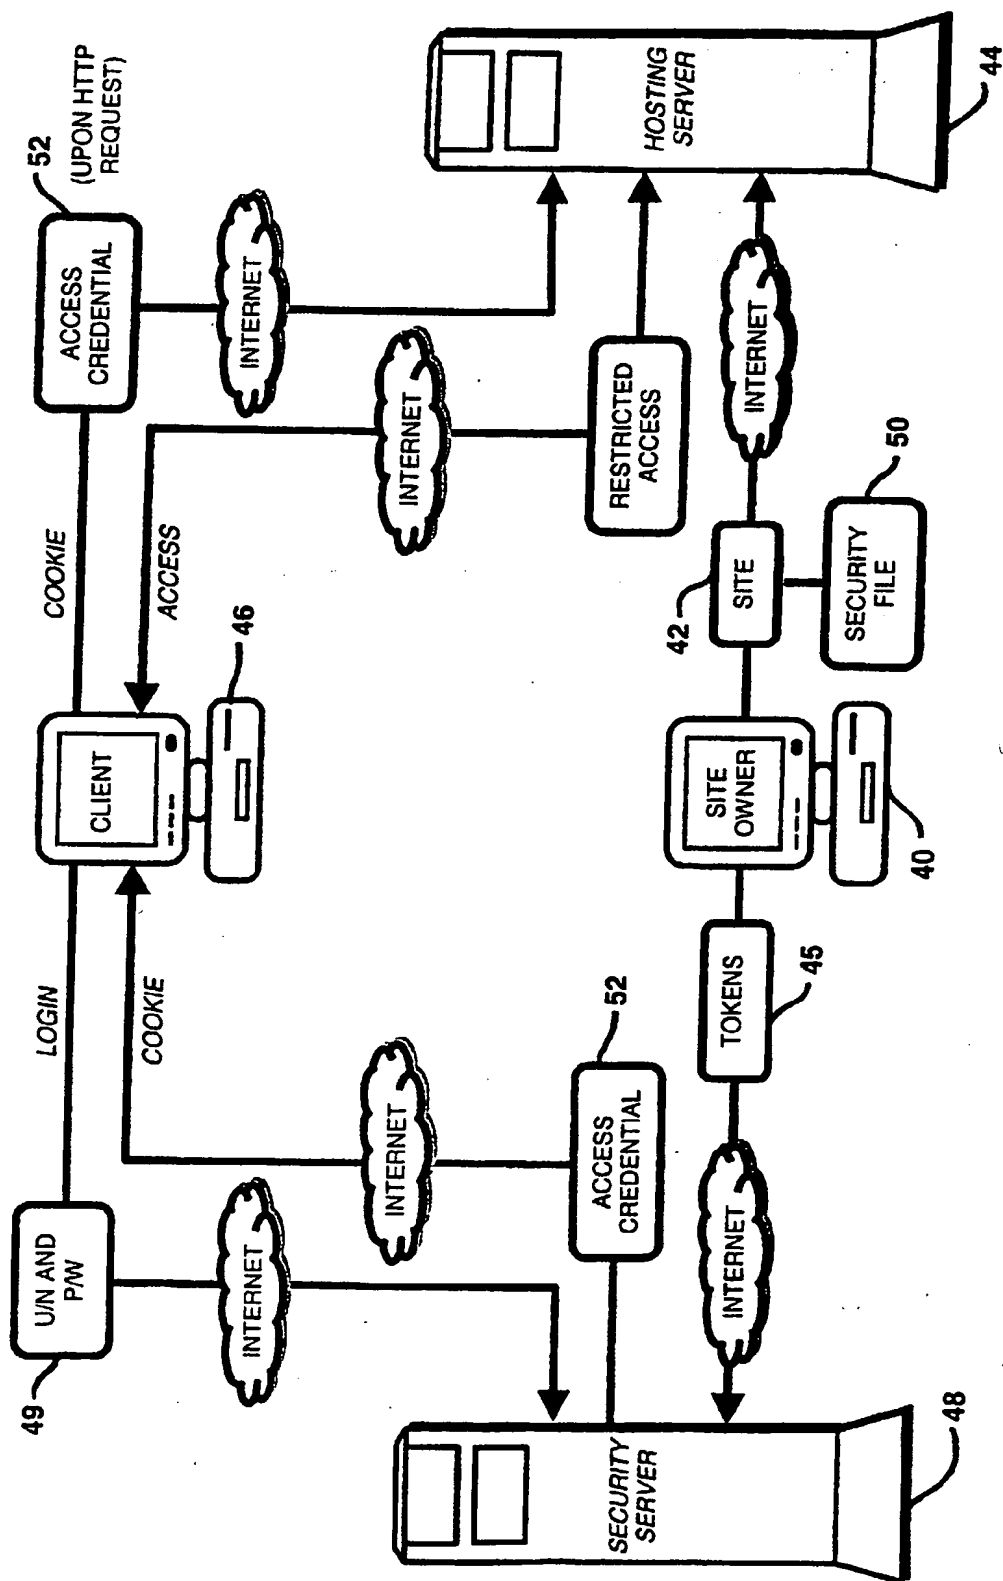 49
U/N AND
P/W
LOGIN
CLIENT
46
COOKIE
52
ACCESS
CREDENTIAL
(UPON HTTP
REQUEST)
COOKIE
ACCESS
INTERNET
INTERNET
INTERNET
INTERNET
SECURITY
SERVER
48
52
ACCESS
CREDENTIAL
RESTRICTED
ACCESS
HOSTING
SERVER
44
INTERNET
TOKENS
45
SITE
OWNER
40
42
SITE
INTERNET
SECURITY
FILE
50